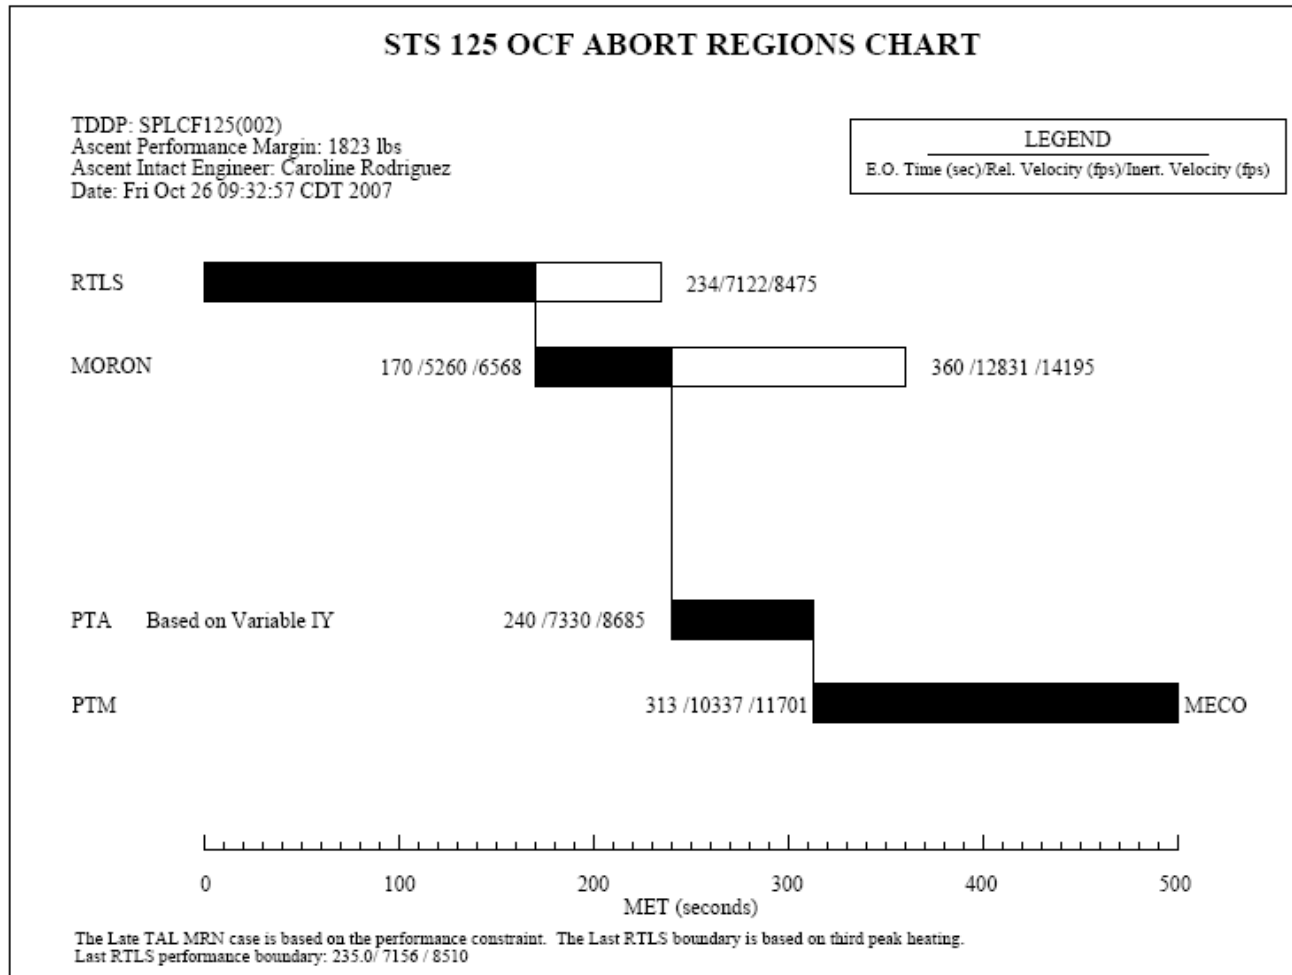 STS 125 OCF ABORT REGIONS CHART
TDDP: SPLCF125(002)
Ascent Performance Margin: 1823 lbs
Ascent Intact Engineer: Caroline Rodriguez
Date: Fri Oct 26 09:32:57 CDT 2007
LEGEND
E.O. Time (sec)/Rel. Velocity (fps)/Inert. Velocity (fps)
RTLS 234/7122/8475
MORON 170 /5260 /6568 360 /12831 /14195
PTA Based on Variable IY 240 /7330 /8685
PTM 313 /10337 /11701 MECO
0 100 200 300 400 500
MET (seconds)
The Late TAL MRN case is based on the performance constraint. The Last RTLS boundary is based on third peak heating.
Last RTLS performance boundary: 235.0/ 7156 / 8510